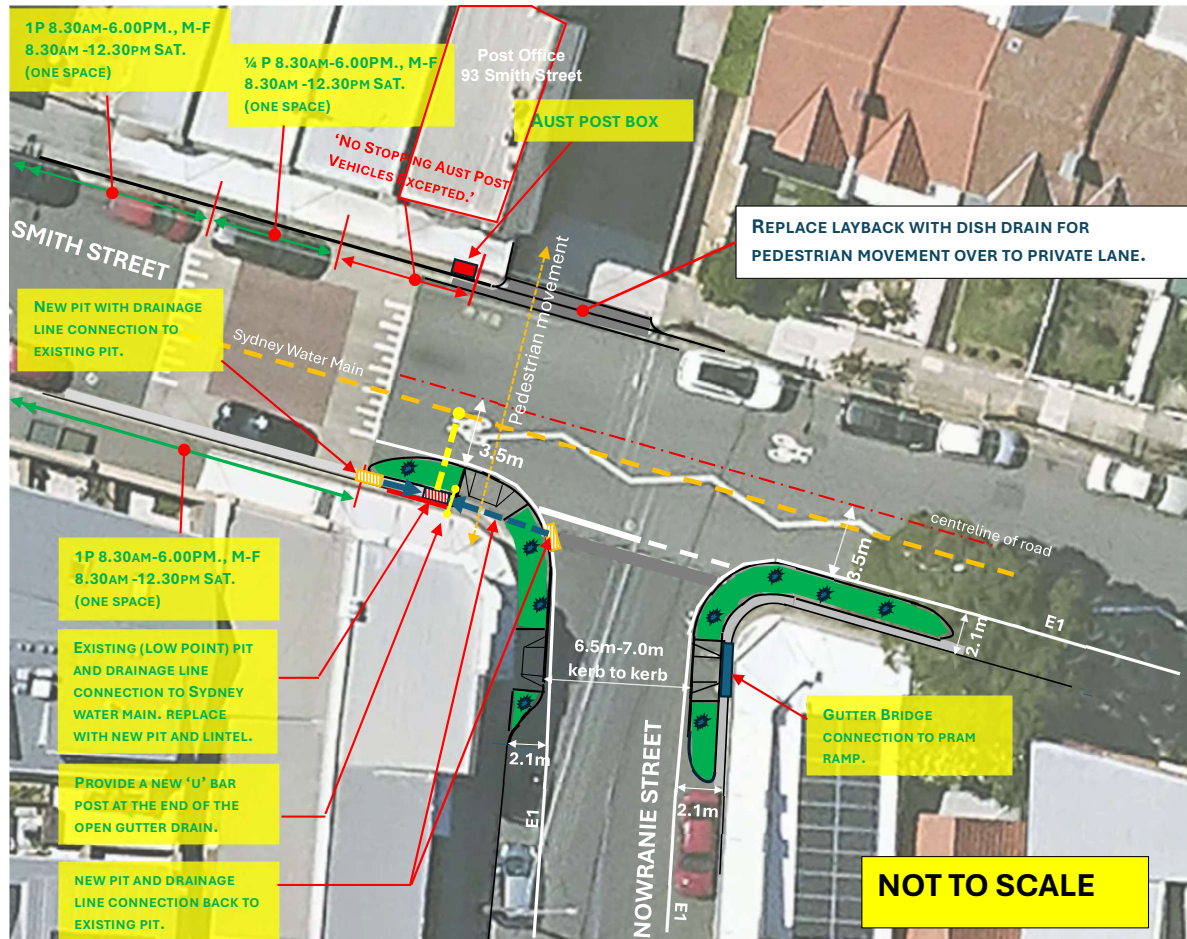 1P 8.30AM-6.00PM., M-F
8.30AM -12.30PM SAT.
(ONE SPACE)
¼ P 8.30AM-6.00PM., M-F
8.30AM -12.30PM SAT.
(ONE SPACE)
Post Office
93 Smith Street
AUST POST BOX
'NO STOPPING AUST POST
VEHICLES EXCEPTED.'
REPLACE LAYBACK WITH DISH DRAIN FOR
PEDESTRIAN MOVEMENT OVER TO PRIVATE LANE.
SMITH STREET
Pedestrian movement
NEW PIT WITH DRAINAGE
LINE CONNECTION TO
EXISTING PIT.
Sydney Water Main
3.5m
centreline of road
3.5m
1P 8.30AM-6.00PM., M-F
8.30AM -12.30PM SAT.
(ONE SPACE)
E1
2.1m
6.5m-7.0m
kerb to kerb
EXISTING (LOW POINT) PIT
AND DRAINAGE LINE
CONNECTION TO SYDNEY
WATER MAIN. REPLACE
WITH NEW PIT AND LINTEL.
GUTTER BRIDGE
CONNECTION TO PRAM
RAMP.
2.1m
2.1m
PROVIDE A NEW 'U' BAR
POST AT THE END OF THE
OPEN GUTTER DRAIN.
E1
NOWRANIE STREET
E1
NEW PIT AND DRAINAGE
LINE CONNECTION BACK TO
EXISTING PIT.
NOT TO SCALE